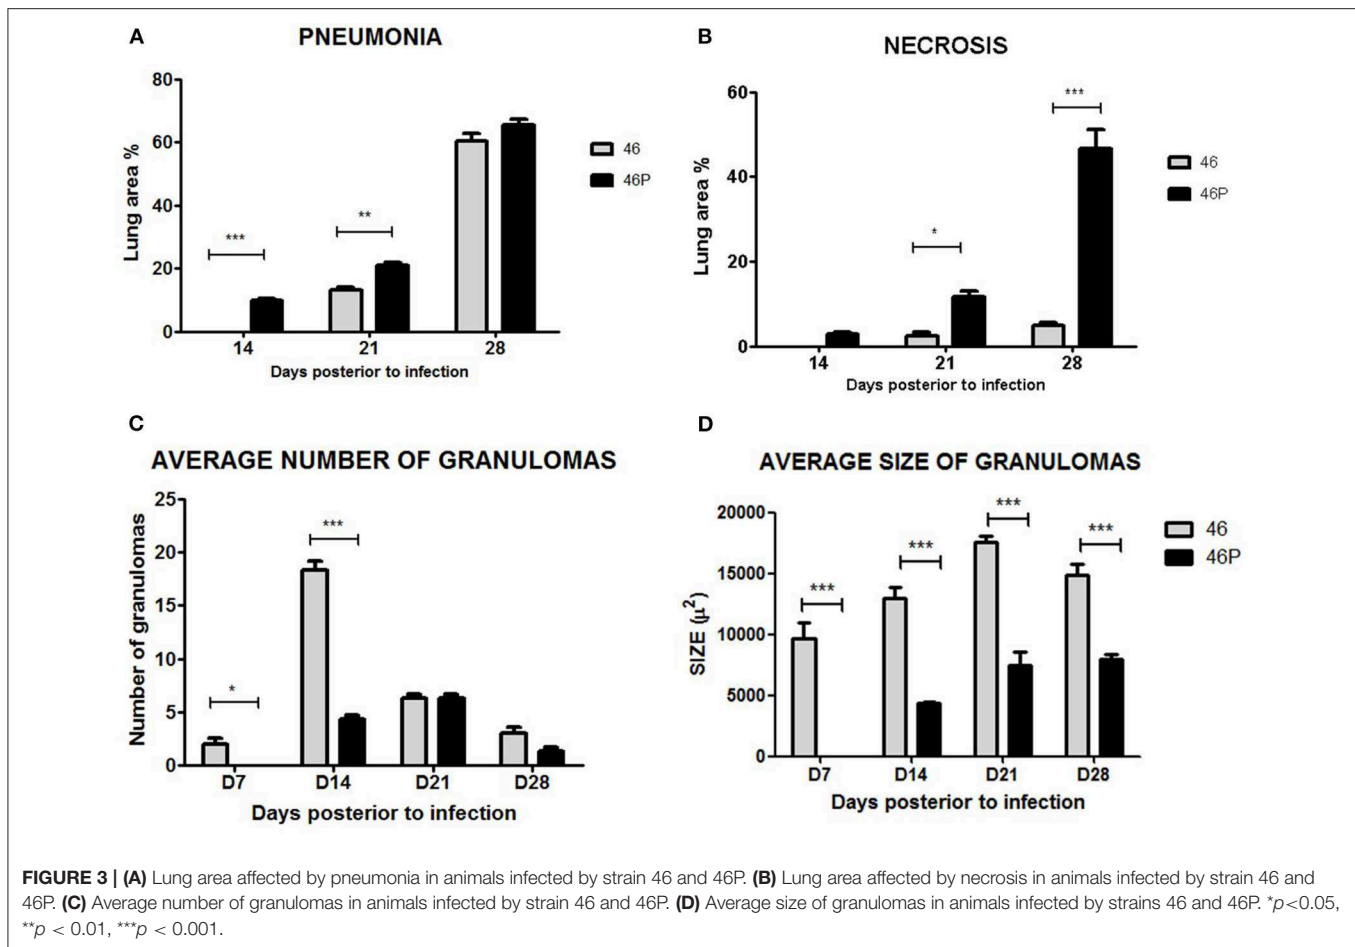 A
PNEUMONIA
80
60
40
20
0
Lung area %
***
**
14
21
28
Days posterior to infection
46
46P
B
NECROSIS
60
40
20
0
Lung area %
*
***
14
21
28
Days posterior to infection
46
46P
C
AVERAGE NUMBER OF GRANULOMAS
25
20
15
10
5
0
Number of granulomas
*
***
D7
D14
D21
D28
Days posterior to infection
D
AVERAGE SIZE OF GRANULOMAS
20000
15000
10000
5000
0
SIZE (μ²)
***
***
***
***
D7
D14
D21
D28
Days posterior to infection
46
46P
FIGURE 3 | (A) Lung area affected by pneumonia in animals infected by strain 46 and 46P. (B) Lung area affected by necrosis in animals infected by strain 46 and
46P. (C) Average number of granulomas in animals infected by strain 46 and 46P. (D) Average size of granulomas in animals infected by strains 46 and 46P. *p<0.05,
**p < 0.01, ***p < 0.001.